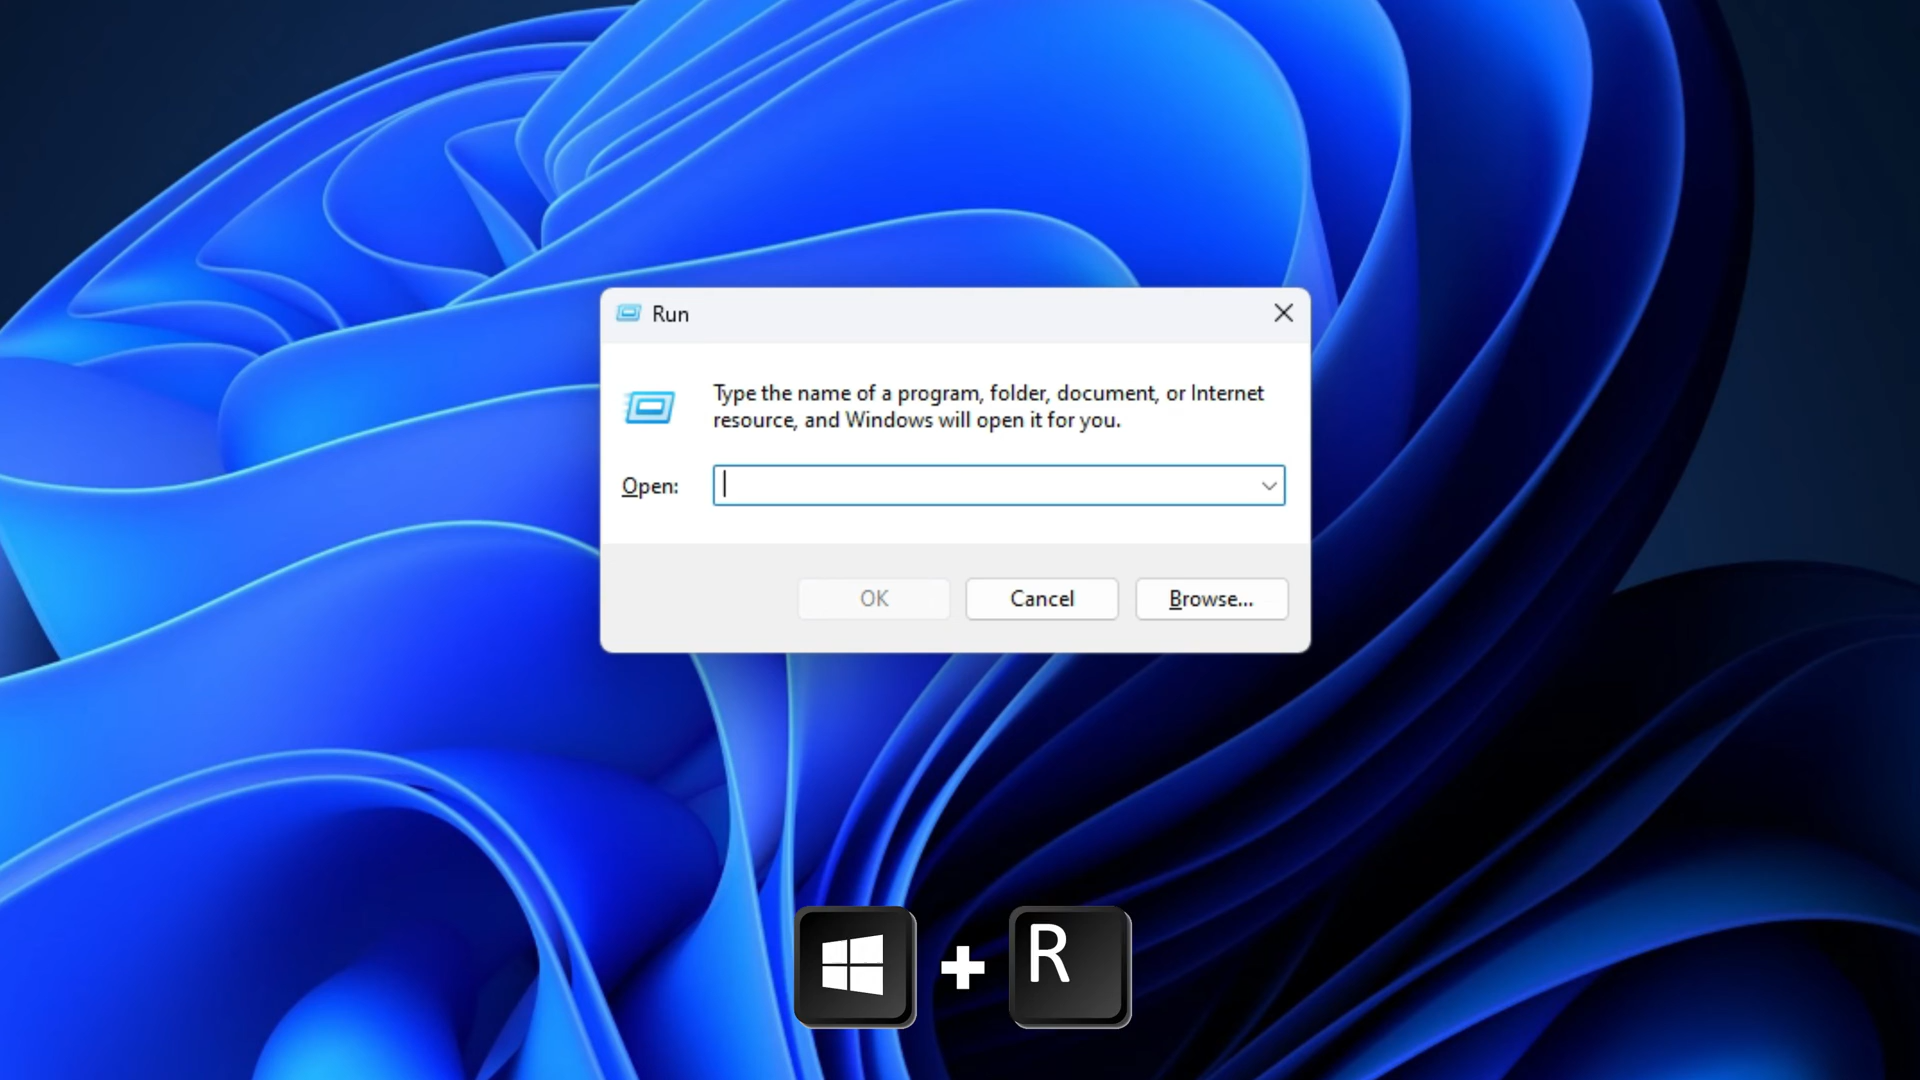 Run
Type the name of a program, folder, document, or Internet
resource, and Windows will open it for you.
Open:
OK
Cancel
Browse...
+
R